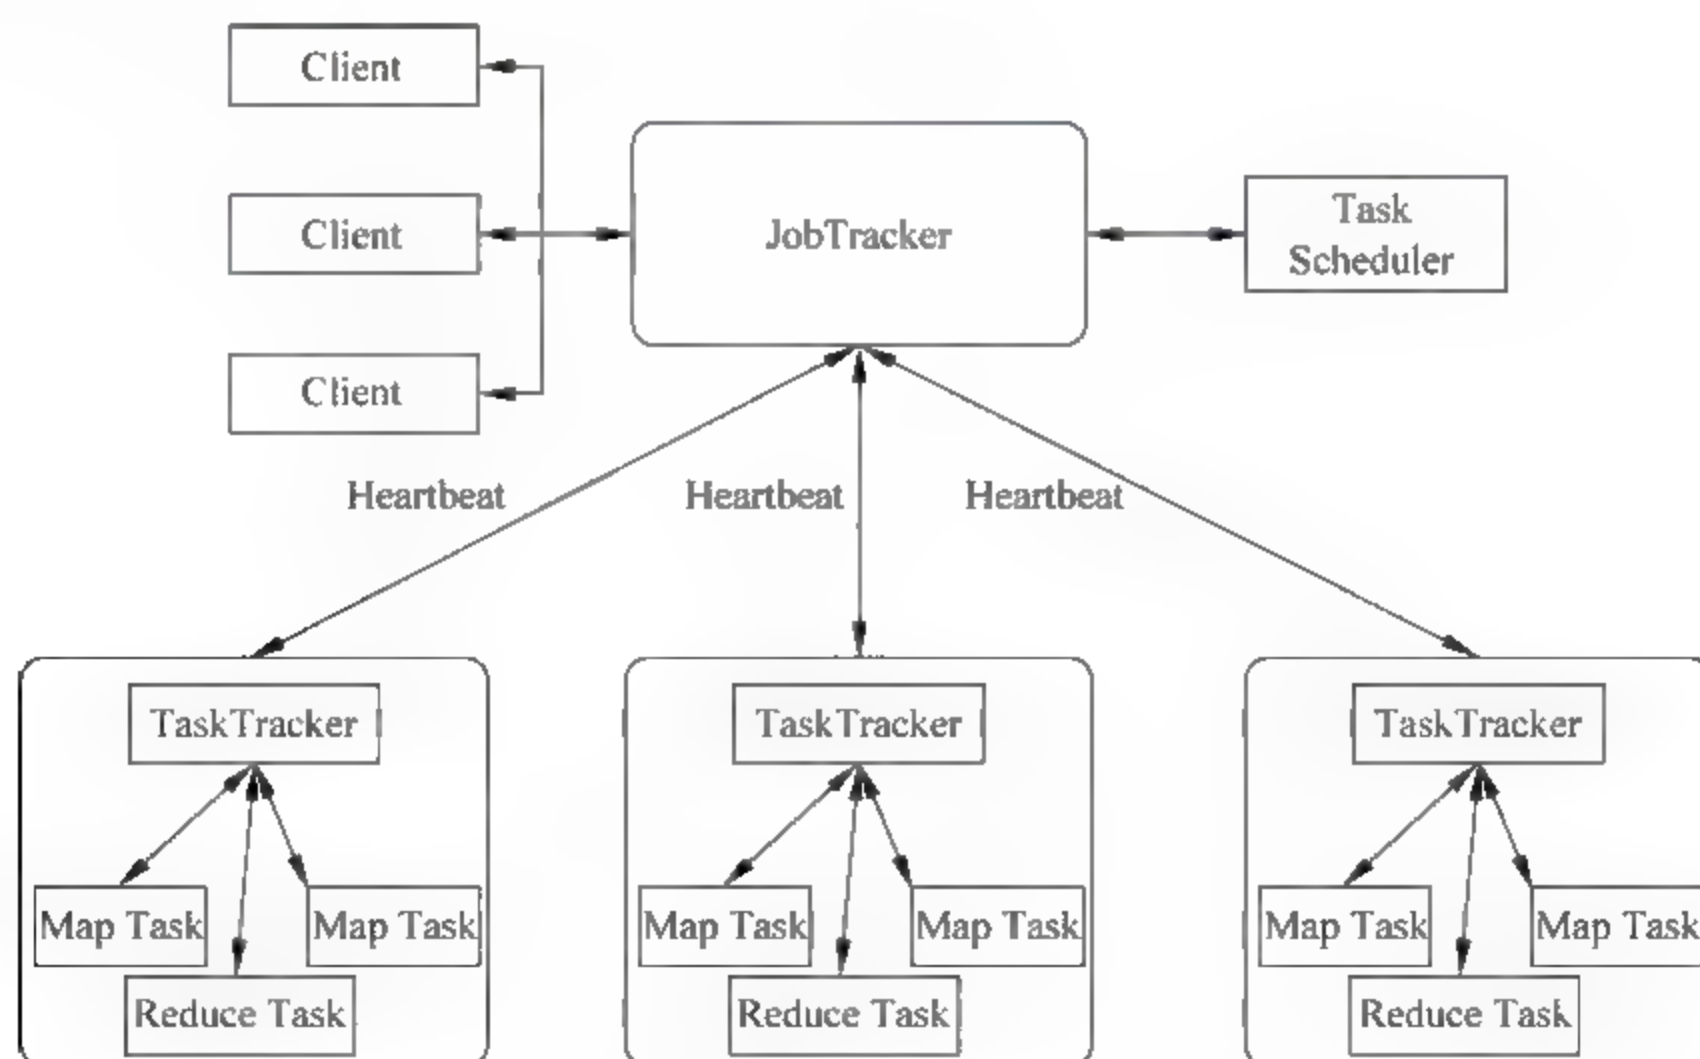 Client
Client
JobTracker
Task
Scheduler
Client
Heartbeat
Heartbeat
Heartbeat
TaskTracker
TaskTracker
TaskTracker
Map Task
Map Task
Reduce Task
Map Task
Map Task
Reduce Task
Map Task
Map Task
Reduce Task